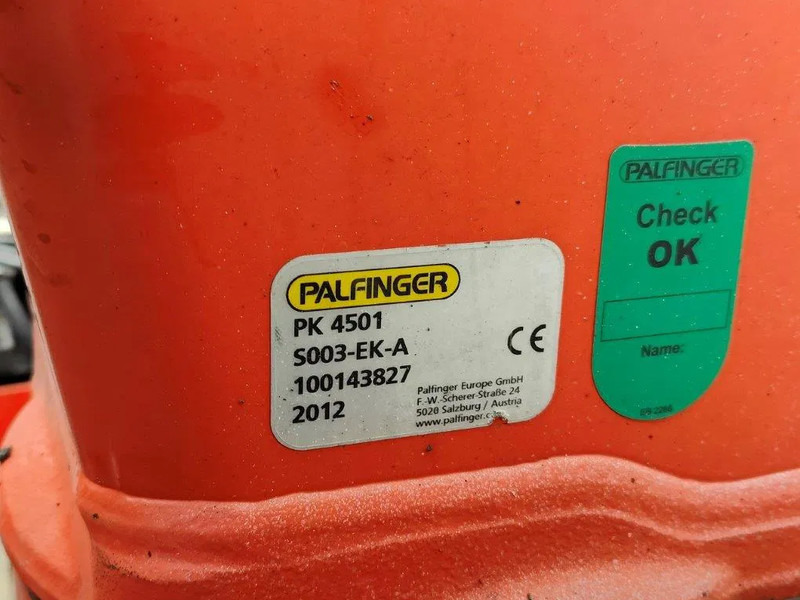 PALFINGER
PK 4501
S003-EK-A
100143827
2012
CE
Palfinger Europe GmbH
F.-W.-Scherer-Straße 24
5020 Salzburg / Austria
www.palfinger.c
PALFINGER
Check
OK
Name: